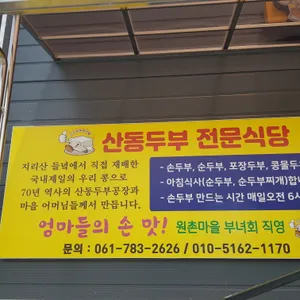 산동두부 전문식당
지리산 들녘에서 직접 재배한
국내제일의 우리 콩으로
70년 역사의 산동두부공장과
마을 어머님들께서 만듭니다.
- 손두부, 순두부, 포장두부, 콩물두
- 아침식사(순두부, 순두부찌개)합니
- 손두부 만드는 시간 매일오전 6시
엄마들의 손 맛! 원촌마을 부녀회 직영
문의 : 061-783-2626 / 010-5162-1170